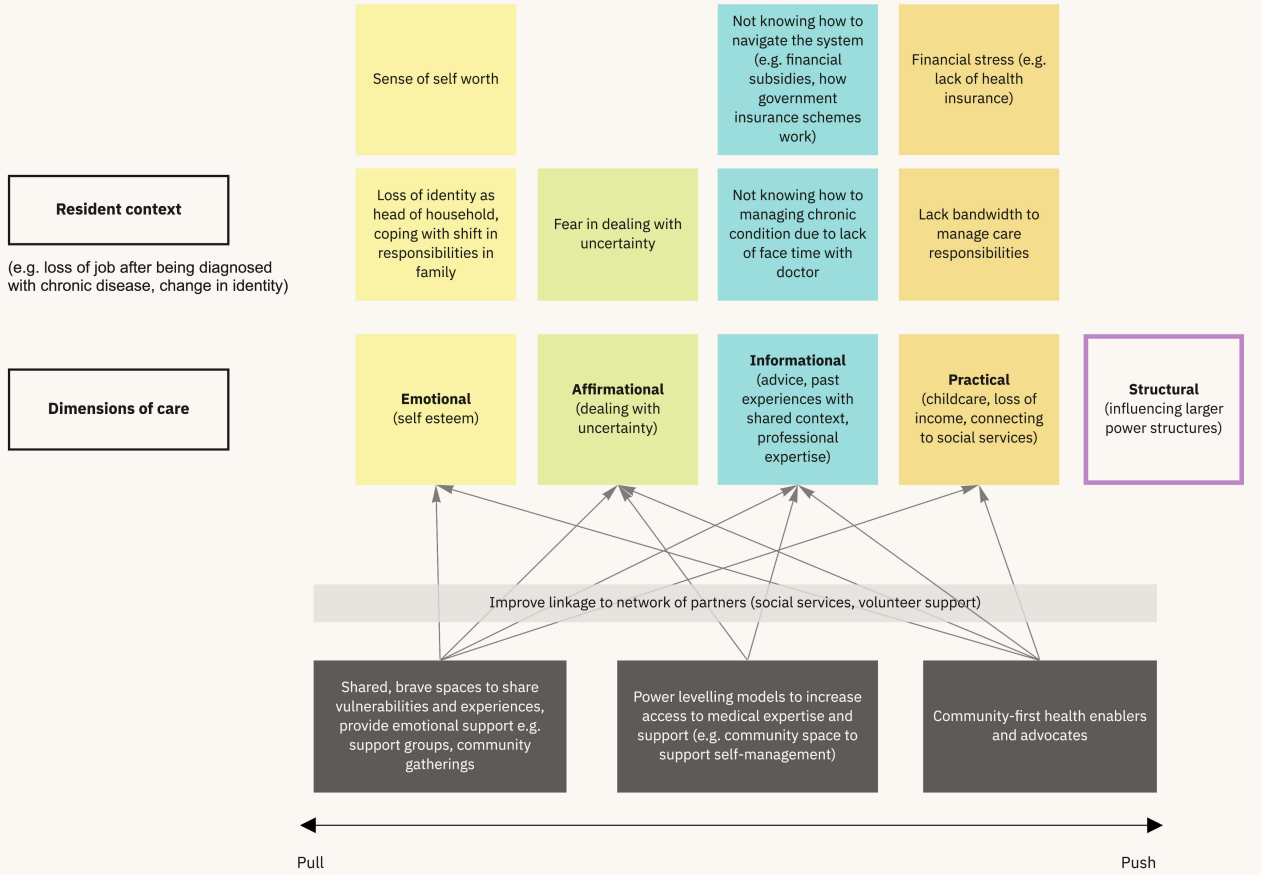 Sense of self worth
Not knowing how to
navigate the system
(e.g. financial
subsidies, how
government
insurance schemes
work)
Financial stress (e.g.
lack of health
insurance)
Resident context
(e.g. loss of job after being diagnosed
with chronic disease, change in identity)
Loss of identity as
head of household,
coping with shift in
responsibilities in
family
Fear in dealing with
uncertainty
Not knowing how to
managing chronic
condition due to lack
of face time with
doctor
Lack bandwidth to
manage care
responsibilities
Dimensions of care
Emotional
(self esteem)
Affirmational
(dealing with
uncertainty)
Informational
(advice, past
experiences with
shared context,
professional
expertise)
Practical
(childcare, loss of
income, connecting
to social services)
Structural
(influencing larger
power structures)
Improve linkage to network of partners (social services, volunteer support)
Shared, brave spaces to share
vulnerabilities and experiences,
provide emotional support e.g.
support groups, community
gatherings
Power levelling models to increase
access to medical expertise and
support (e.g. community space to
support self-management)
Community-first health enablers
and advocates
Pull
Push